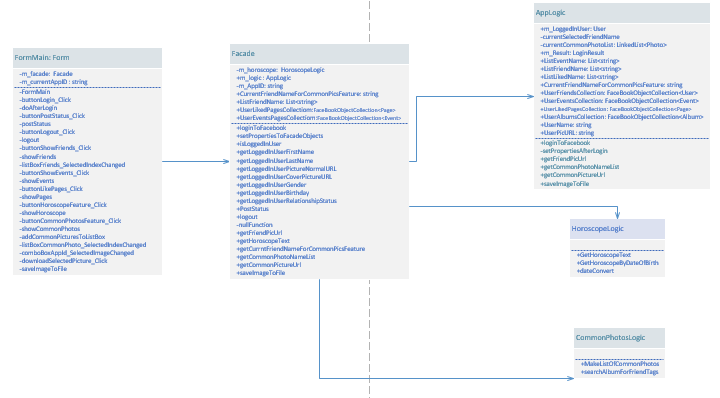 FormMain: Form
-m_facade: Facade
-m_currentAppID : string
-FormMain
-buttonLogin_Click
-doAfterLogin
-buttonPostStatus_Click
-postStatus
-buttonLogout_Click
-logout
-buttonShowFriends_Click
-showFriends
-listBoxFriends_SelectedIndexChanged
-buttonShowEvents_Click
-showEvents
-buttonLikePages_Click
-showPages
-buttonHoroscopeFeature_Click
-showHoroscope
-buttonCommonPhotosFeature_Click
-showCommonPhotos
-addCommonPicturesToListBox
-listBoxCommonPhoto_SelectedIndexChanged
-comboBoxAppId_SelectedImageChanged
-downloadSelectedPicture_Click
-saveImageToFile
Facade
-m_horoscope: HoroscopeLogic
+m_logic : AppLogic
-m_AppID: string
+CurrentFriendNameForCommonPicsFeature: string
+ListFriendName: List<string>
+UserLikedPagesCollection: FaceBookObjectCollection<Page>
+UserEventsPagesCollection: FaceBookObjectCollection<Event>
+loginToFacebook
+setPropertiesToFacadeObjects
+isLoggedInUser
+getLoggedInUserFirstName
+getLoggedInUserLastName
+getLoggedInUserPictureNormalURL
+getLoggedInUserCoverPictureURL
+getLoggedInUserGender
+getLoggedInUserBirthday
+getLoggedInUserRelationshipStatus
+PostStatus
+logout
-nullFunction
+getFriendPicUrl
+getHoroscopeText
+getCurrntFriendNameForCommonPicsFeature
+getCommonPhotoNameList
+getCommonPictureUrl
+saveImageToFile
AppLogic
+m_LoggedInUser: User
-currentSelectedFriendName
-currentCommonPhotoList: LinkedList<Photo>
+m_Result: LoginResult
+ListEventName: List<string>
+ListFriendName: List<string>
+ListLikedName: List<string>
+CurrentFriendNameForCommonPicsFeature: string
+UserFriendsCollection: FaceBookObjectCollection<User>
+UserEventsCollection: FaceBookObjectCollection<Event>
+UserLikedPagesCollection: FaceBookObjectCollection<Page>
+UserAlbumsCollection: FaceBookObjectCollection<Album>
+UserName: string
+UserPicURL: string
+loginToFacebook
-setPropertiesAfterLogin
+getFriendPicUrl
+getCommonPhotoNameList
+getCommonPictureUrl
+saveImageToFile
HoroscopeLogic
+GetHoroscopeText
+GetHoroscopeByDateOfBirth
+dateConvert
CommonPhotosLogic
+MakeListOfCommonPhotos
+searchAlbumForFriendTags